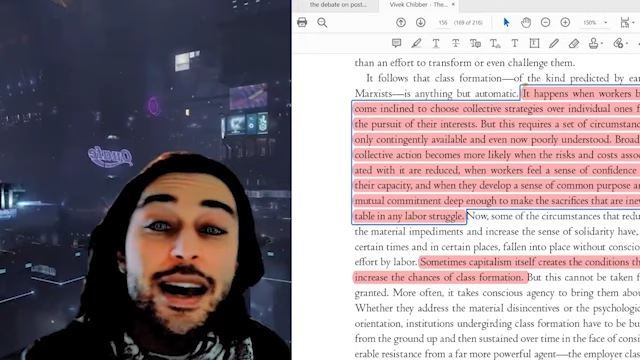 the debate on post...
Vivek Chibber - The...
156
(169 of 216)
150%
than an effort to transform or even challenge them.
It follows that class formation—of the kind predicted by ear
Marxists—is anything but automatic. It happens when workers b
come inclined to choose collective strategies over individual ones f
the pursuit of their interests. But this requires a set of circumstanc
only contingently available and even now poorly understood. Broad
collective action becomes more likely when the risks and costs assoc
ated with it are reduced, when workers feel a sense of confidence
their capacity, and when they develop a sense of common purpose a
mutual commitment deep enough to make the sacrifices that are inev
table in any labor struggle. Now, some of the circumstances that redu
the material impediments and increase the sense of solidarity have,
certain times and in certain places, fallen into place without conscio
effort by labor. Sometimes capitalism itself creates the conditions th
increase the chances of class formation. But this cannot be taken f
granted. More often, it takes conscious agency to bring them abou
Whether they address the material disincentives or the psychologic
orientation, institutions undergirding class formation have to be bu
from the ground up and then sustained over time in the face of consi
erable resistance from a far more powerful agent—the employer clas